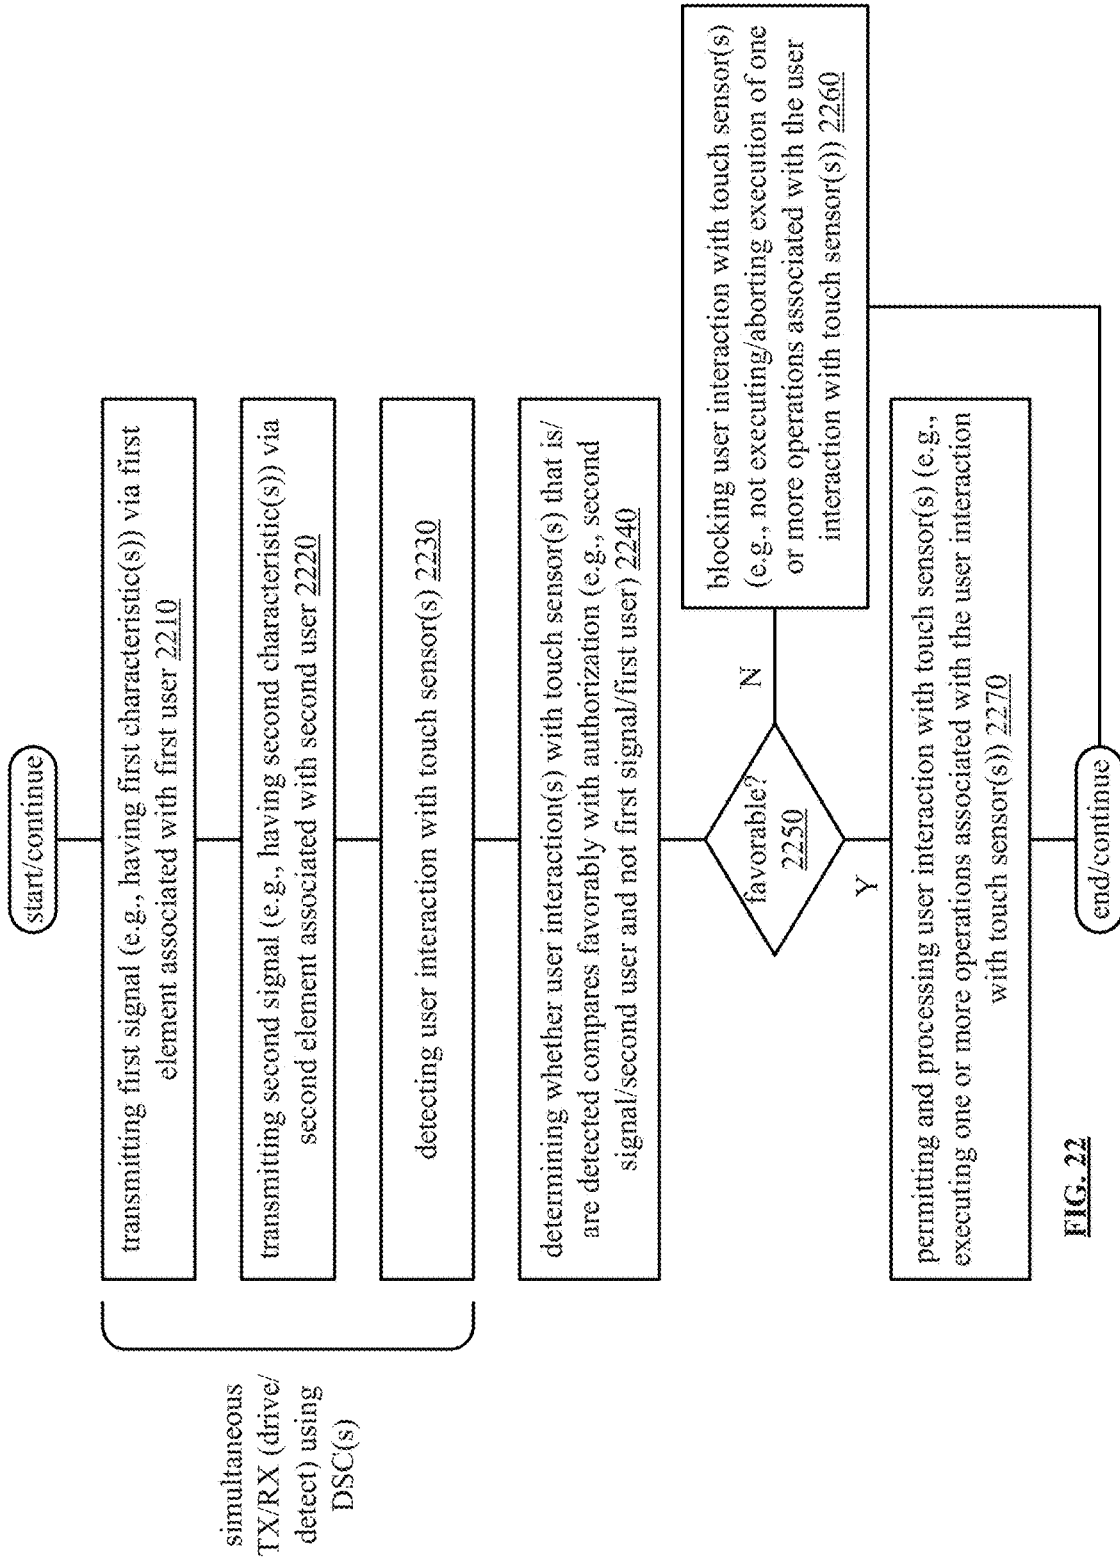 start/continue
transmitting first signal (e.g., having first characteristic(s)) via first
element associated with first user 2210
transmitting second signal (e.g., having second characteristic(s)) via
second element associated with second user 2220
detecting user interaction with touch sensor(s) 2230
simultaneous
TX/RX (drive/
detect) using
DSC(s)
determining whether user interaction(s) with touch sensor(s) that is/
are detected compares favorably with authorization (e.g., second
signal/second user and not first signal/first user) 2240
favorable?
2250
N
blocking user interaction with touch sensor(s)
(e.g., not executing/aborting execution of one
or more operations associated with the user
interaction with touch sensor(s)) 2260
Y
permitting and processing user interaction with touch sensor(s) (e.g.,
executing one or more operations associated with the user interaction
with touch sensor(s)) 2270
end/continue
FIG. 22